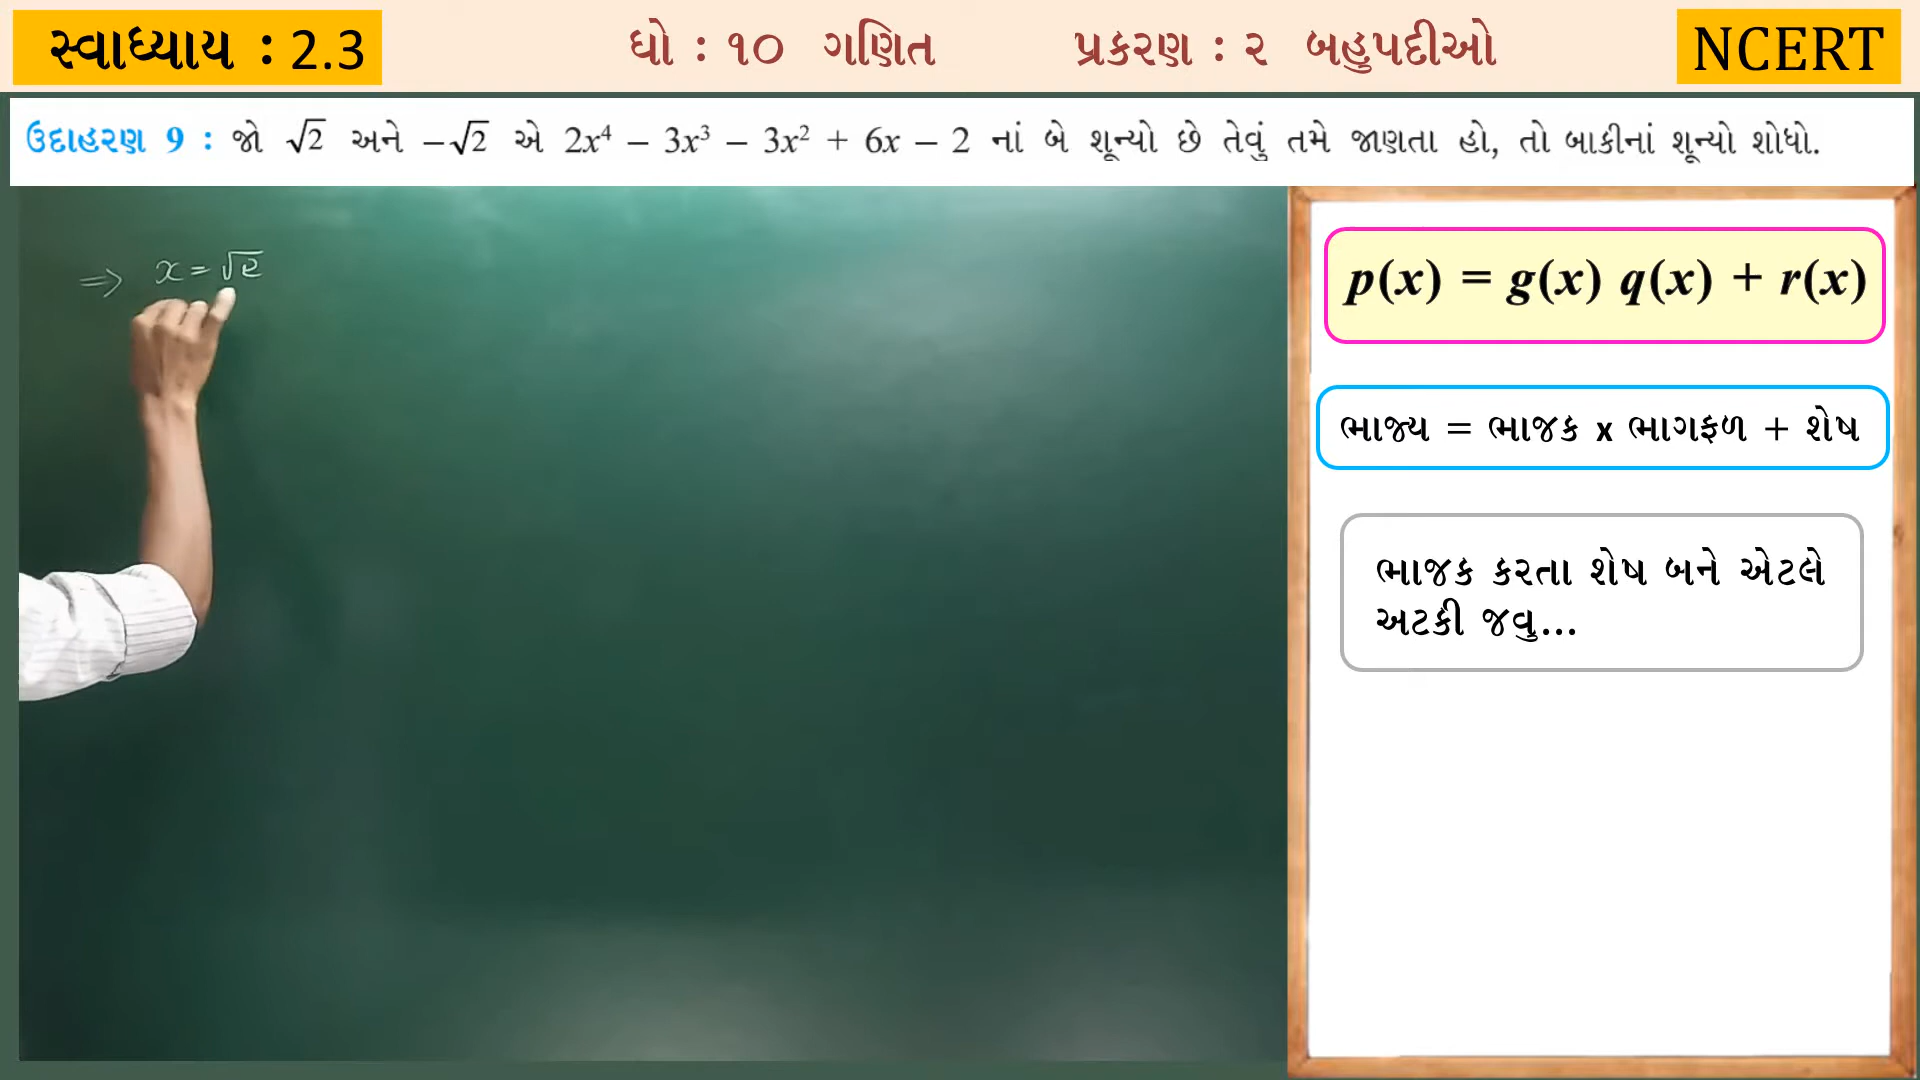 સ્વાધ્યાય : 2.3
ધો : ૧૦ ગણિત પ્રકરણ : ૨ બહુપદીઓ
NCERT
ઉદાહરણ 9 : જો √2 અને −√2 એ 2x⁴ − 3x³ − 3x² + 6x − 2 નાં બે શૂન્યો છે તેવું તમે જાણતા હો, તો બાકીનાં શૂન્યો શોધો.
⇒ x = √2
p(x) = g(x) q(x) + r(x)
ભાજ્ય = ભાજક x ભાગફળ + શેષ
ભાજક કરતા શેષ બને એટલે
અટકી જવુ...